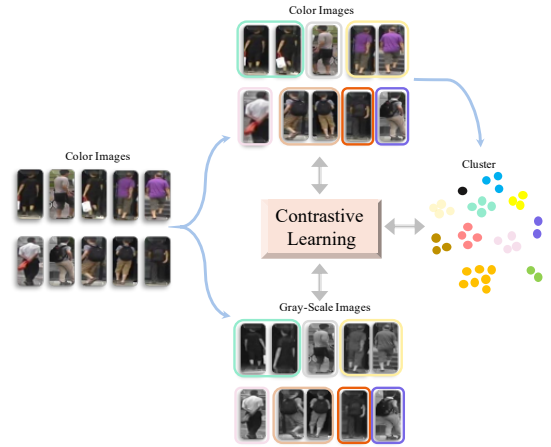 Color Images
Color Images
Cluster
Contrastive
Learning
Gray-Scale Images